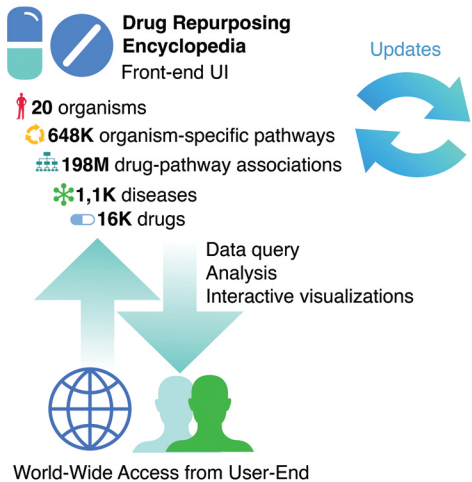 Drug Repurposing
Encyclopedia
Front-end UI
Updates
20 organisms
648K organism-specific pathways
198M drug-pathway associations
1,1K diseases
16K drugs
Data query
Analysis
Interactive visualizations
World-Wide Access from User-End